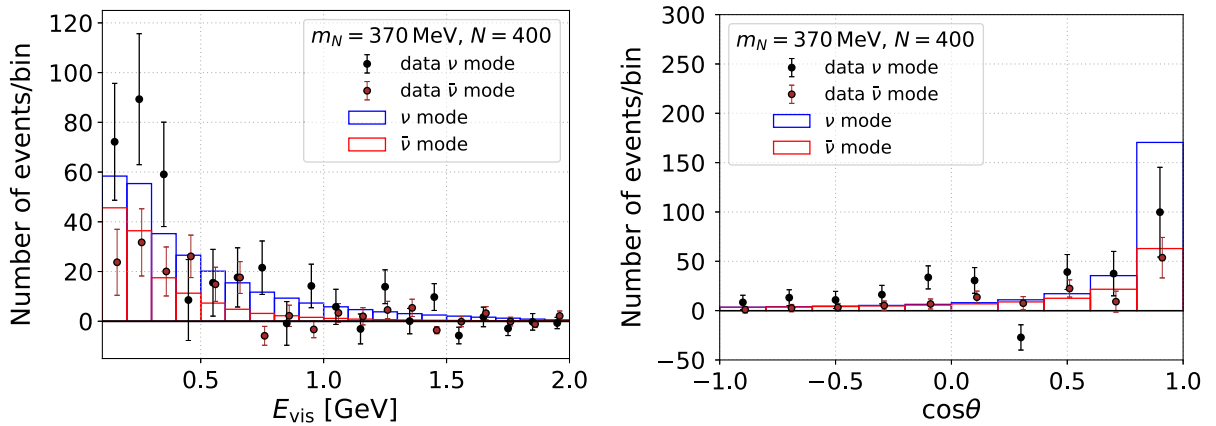 120
100
80
60
40
20
0
Number of events/bin
m_N = 370 MeV, N = 400
data ν mode
data ν̄ mode
ν mode
ν̄ mode
0.5
1.0
1.5
2.0
E_vis [GeV]
300
250
200
150
100
50
0
−50
Number of events/bin
m_N = 370 MeV, N = 400
data ν mode
data ν̄ mode
ν mode
ν̄ mode
−1.0
−0.5
0.0
0.5
1.0
cosθ